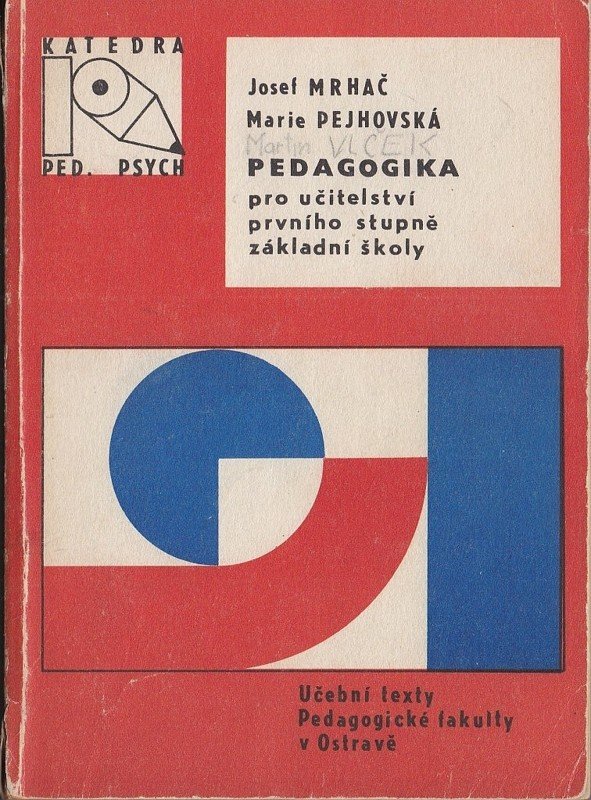 KATEDRA
PED. PSYCH
Josef MRHAČ
Marie PEJHOVSKÁ
Martin VLČEK
PEDAGOGIKA
pro učitelství
prvního stupně
základní školy
Učební texty
Pedagogické fakulty
v Ostravě